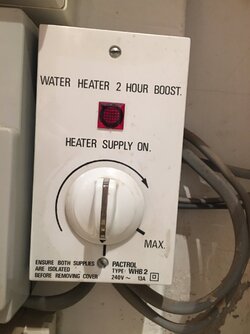 WATER HEATER 2 HOUR BOOST.
HEATER SUPPLY ON.
MAX.
ENSURE BOTH SUPPLIES
ARE ISOLATED
BEFORE REMOVING COVER
PACTROL
TYPE: WHB2
240V ~ 13A